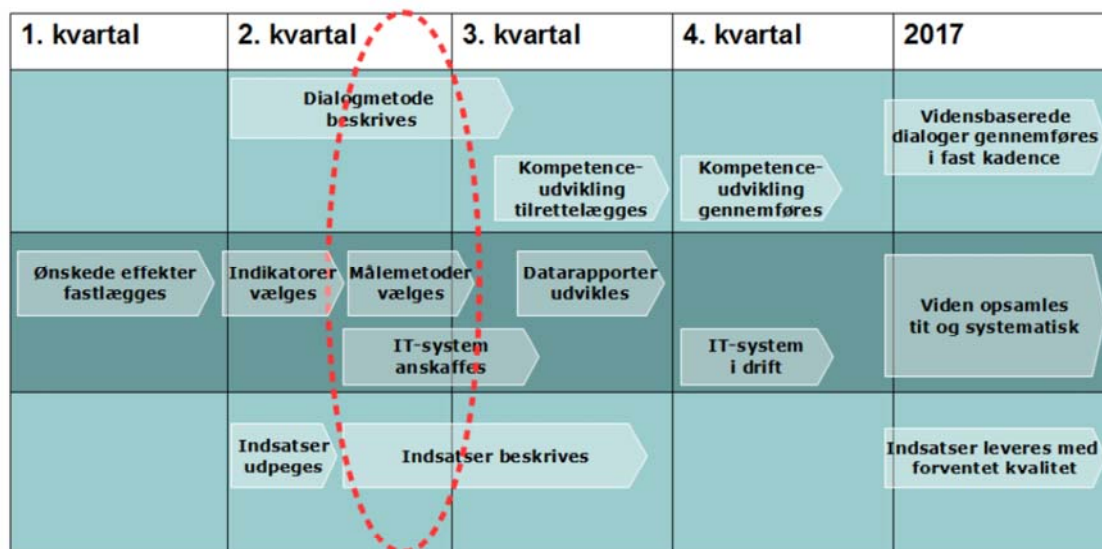 1. kvartal
2. kvartal
3. kvartal
4. kvartal
2017
Dialogmetode
beskrives
Kompetence-
udvikling
tilrettelægges
Kompetence-
udvikling
gennemføres
Vidensbaserede
dialoger gennemføres
i fast kadence
Ønskede effekter
fastlægges
Indikatorer
vælges
Målemetoder
vælges
Datarapporter
udvikles
IT-system
anskaffes
IT-system
i drift
Viden opsamles
tit og systematisk
Indsatser
udpeges
Indsatser beskrives
Indsatser leveres med
forventet kvalitet